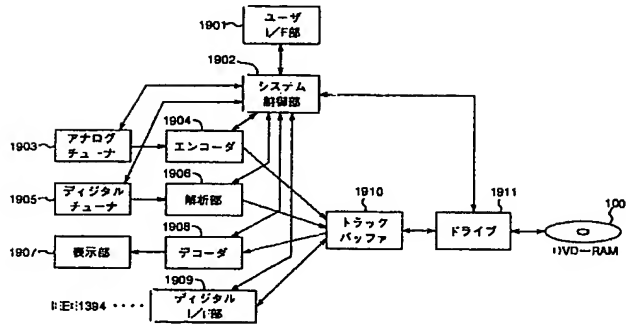 1901
ユーザ
I/F部
1902
システム
制御部
1903
アナログ
チューナ
1904
エンコーダ
1905
ディジタル
チューナ
1906
解析部
1910
トラック
バッファ
1911
ドライブ
100
DVD-RAM
1907
表示部
1908
デコーダ
1909
ディジタル
I/F部
1394